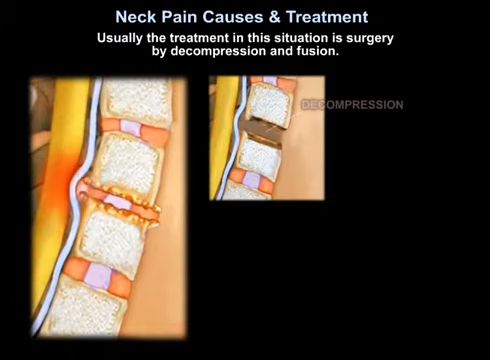 Neck Pain Causes & Treatment
Usually the treatment in this situation is surgery
by decompression and fusion.
DECOMPRESSION